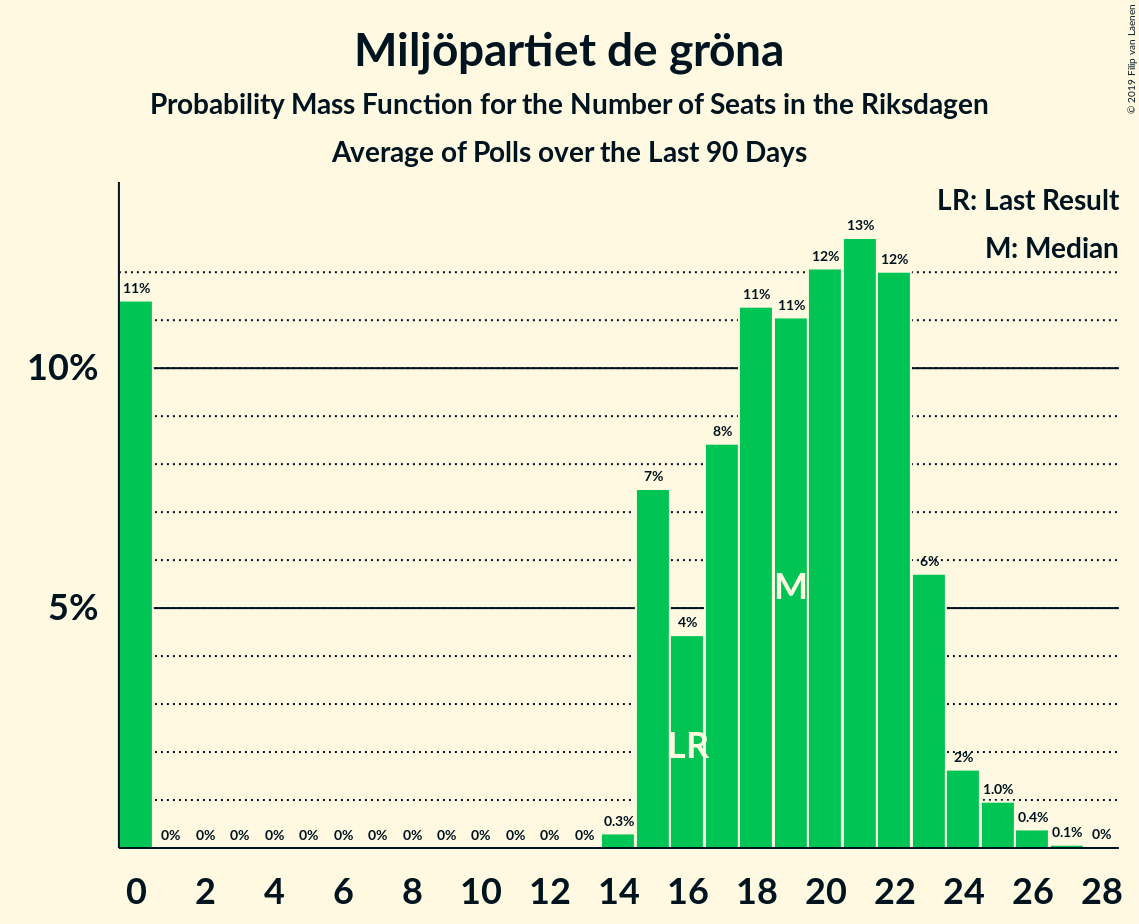 Miljöpartiet de gröna
Probability Mass Function for the Number of Seats in the Riksdagen
Average of Polls over the Last 90 Days
© 2019 Filip van Laenen
LR: Last Result
M: Median
10%
5%
11% 0% 0% 0% 0% 0% 0% 0% 0% 0% 0% 0% 0% 0% 0.3% 7% 4% 8% 11% 11% 12% 13% 12% 6% 2% 1.0% 0.4% 0.1% 0%
M
LR
0 2 4 6 8 10 12 14 16 18 20 22 24 26 28